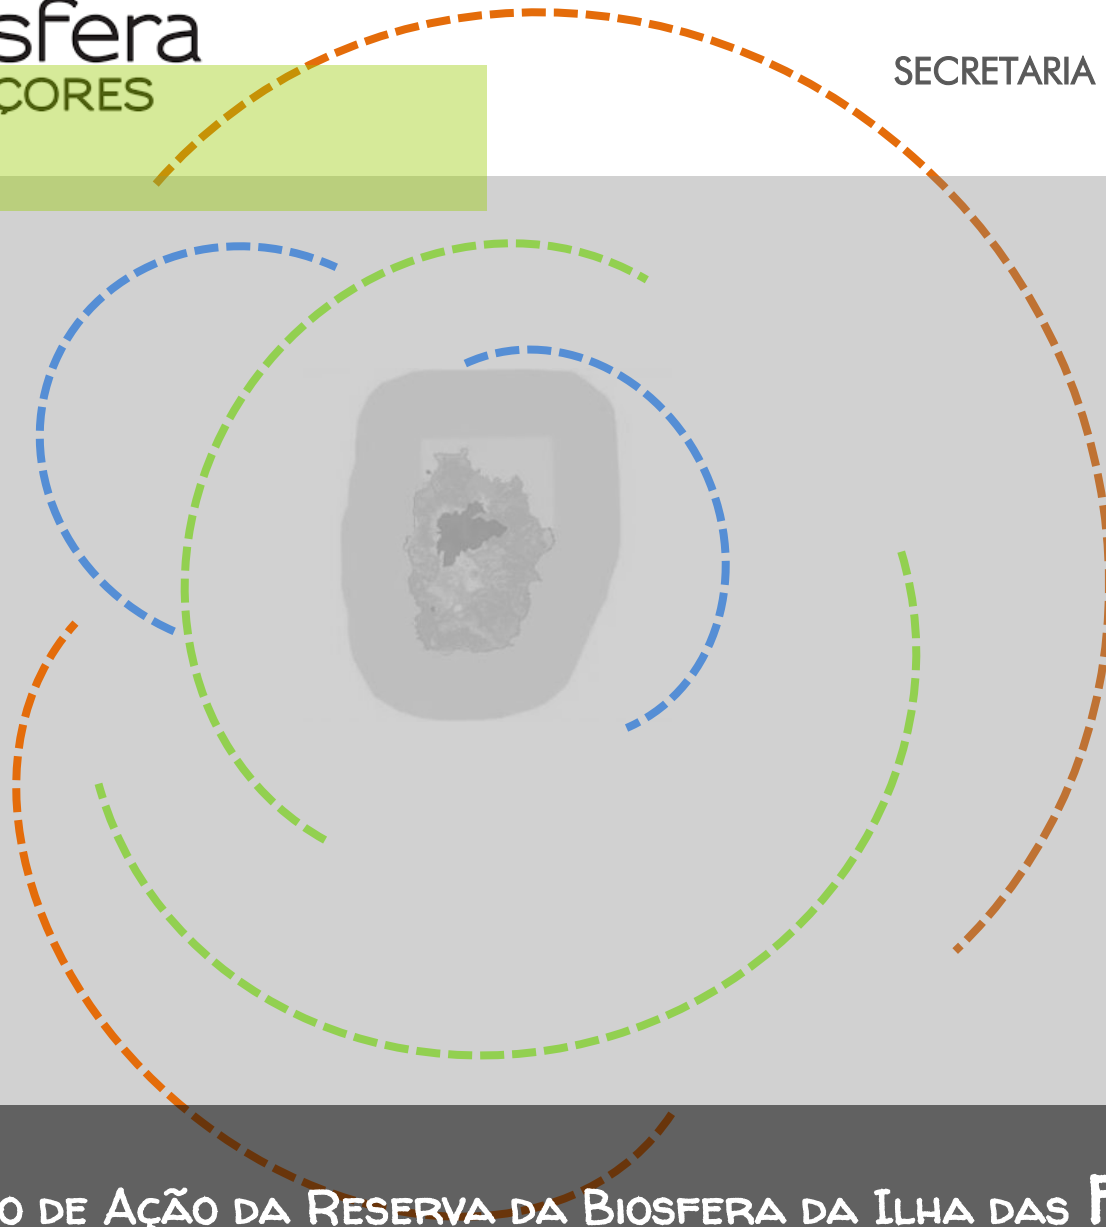 sfera
ÇORES
SECRETARIA
O DE AÇÃO DA RESERVA DA BIOSFERA DA ILHA DAS F